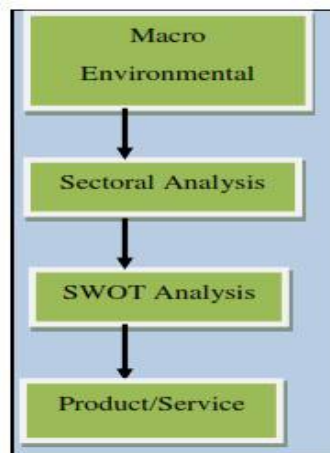 Macro
Environmental
Sectoral Analysis
SWOT Analysis
Product/Service